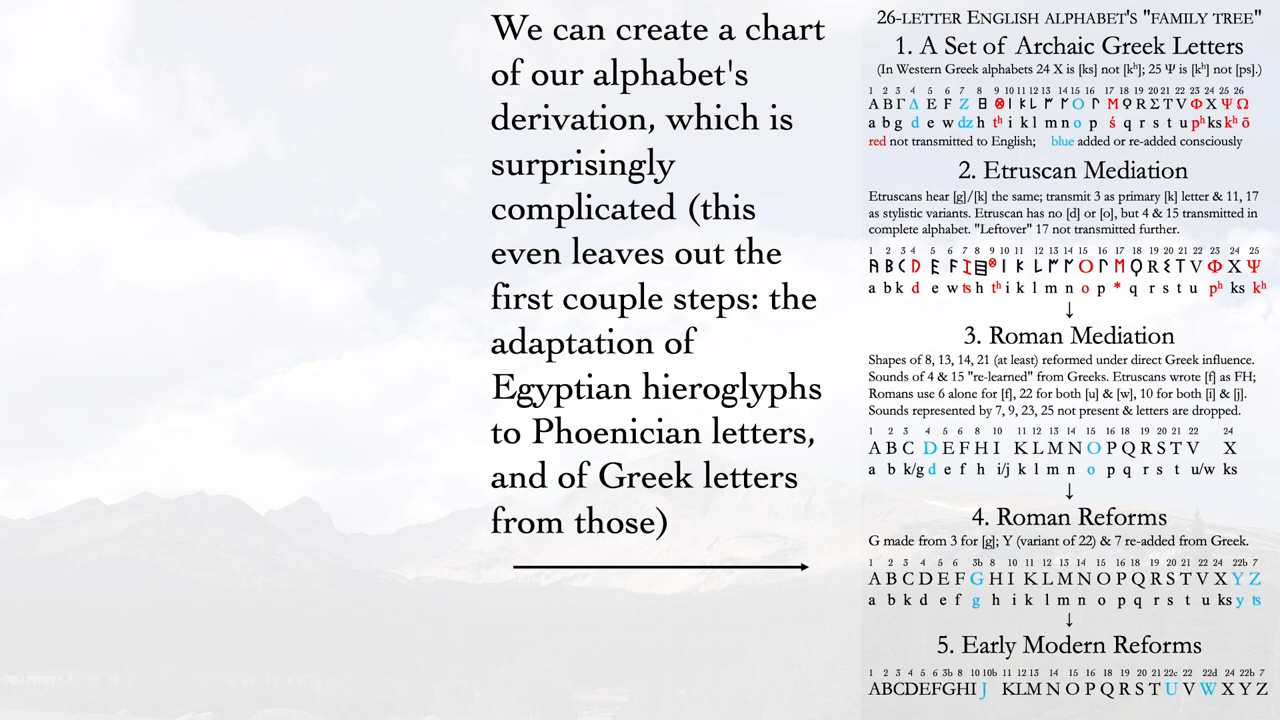 We can create a chart
of our alphabet's
derivation, which is
surprisingly
complicated (this
even leaves out the
first couple steps: the
adaptation of
Egyptian hieroglyphs
to Phoenician letters,
and of Greek letters
from those)
26-LETTER ENGLISH ALPHABET'S "FAMILY TREE"
1. A Set of Archaic Greek Letters
(In Western Greek alphabets 24 X is [ks] not [kʰ]; 25 Ψ is [kʰ] not [ps].)
1 2 3 4 5 6 7 8 9 10 11 12 13 14 15 16 17 18 19 20 21 22 23 24 25 26
Α Β Γ Δ Ε F Ζ 𐌇 ⊗ Ι Κ 𐌋 𐌌 𐌍 Ο 𐌐 Μ Ϙ R Σ Τ V Φ Χ Ψ Ω
a b g d e w dz h tʰ i k l m n o p ś q r s t u pʰ ks kʰ ō
red not transmitted to English; blue added or re-added consciously
2. Etruscan Mediation
Etruscans hear [g]/[k] the same; transmit 3 as primary [k] letter & 11, 17
as stylistic variants. Etruscan has no [d] or [o], but 4 & 15 transmitted in
complete alphabet. "Leftover" 17 not transmitted further.
1 2 3 4 5 6 7 8 9 10 11 12 13 14 15 16 17 18 19 20 21 22 23 24 25
A B C D E F I 𐌇 ⊗ I K 𐌋 𐌌 𐌍 O 𐌐 M Ϙ R Σ T V Φ X Ψ
a b k d e w ts h tʰ i k l m n o p * q r s t u pʰ ks kʰ
↓
3. Roman Mediation
Shapes of 8, 13, 14, 21 (at least) reformed under direct Greek influence.
Sounds of 4 & 15 "re-learned" from Greeks. Etruscans wrote [f] as FH;
Romans use 6 alone for [f], 22 for both [u] & [w], 10 for both [i] & [j].
Sounds represented by 7, 9, 23, 25 not present & letters are dropped.
1 2 3 4 5 6 8 10 11 12 13 14 15 16 18 19 20 21 22 24
A B C D E F H I K L M N O P Q R S T V X
a b k/g d e f h i/j k l m n o p q r s t u/w ks
↓
4. Roman Reforms
G made from 3 for [g]; Y (variant of 22) & 7 re-added from Greek.
1 2 3 4 5 6 3b 8 10 11 12 13 14 15 16 18 19 20 21 22 24 22b 7
A B C D E F G H I K L M N O P Q R S T V X Y Z
a b k d e f g h i k l m n o p q r s t u ks y ts
↓
5. Early Modern Reforms
1 2 3 4 5 6 3b 8 10 10b 11 12 13 14 15 16 18 19 20 21 22c 22 22d 24 22b 7
ABCDEFGHI J KLM N O P Q R S T U V W X Y Z